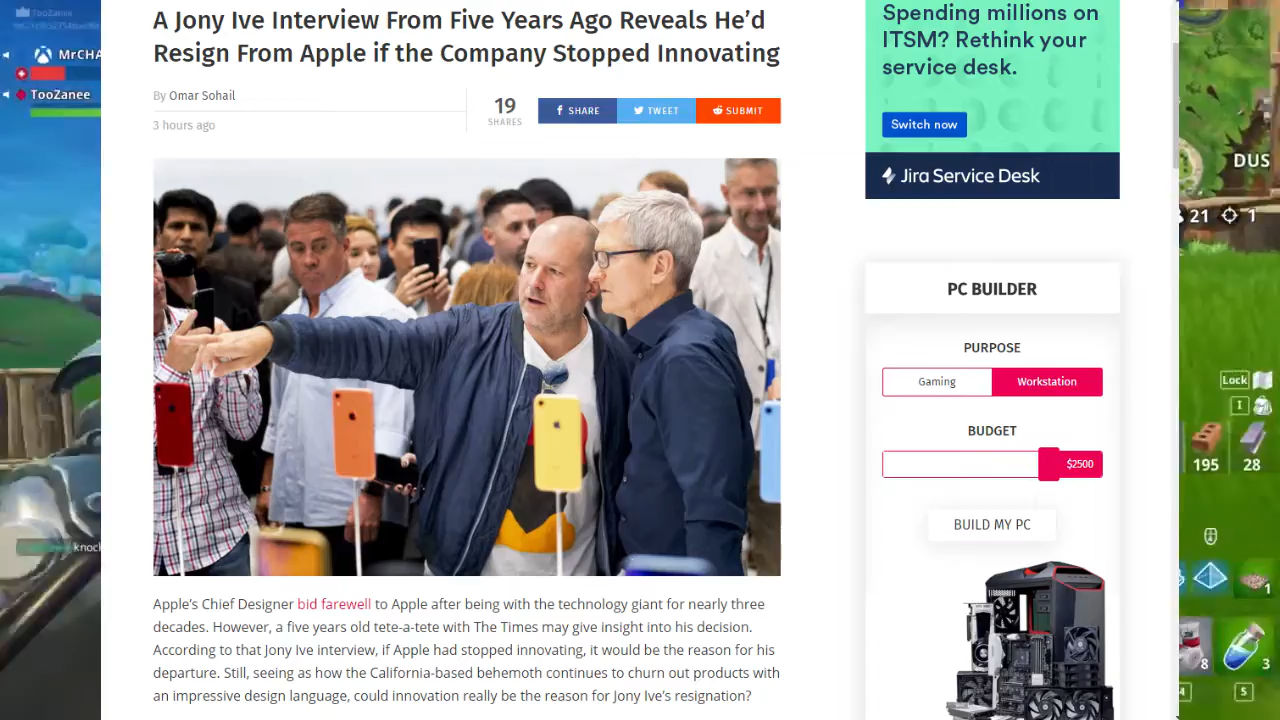 TooZanee
MrCHA
TooZanee
knock
A Jony Ive Interview From Five Years Ago Reveals He’d
Resign From Apple if the Company Stopped Innovating
By Omar Sohail
3 hours ago
19
SHARES
SHARE
TWEET
SUBMIT
Apple’s Chief Designer bid farewell to Apple after being with the technology giant for nearly three
decades. However, a five years old tete-a-tete with The Times may give insight into his decision.
According to that Jony Ive interview, if Apple had stopped innovating, it would be the reason for his
departure. Still, seeing as how the California-based behemoth continues to churn out products with
an impressive design language, could innovation really be the reason for Jony Ive’s resignation?
Spending millions on
ITSM? Rethink your
service desk.
Switch now
Jira Service Desk
PC BUILDER
PURPOSE
Gaming
Workstation
BUDGET
$2500
BUILD MY PC
DUS
21
1
Lock
I
195
28
1
8
3
4
5